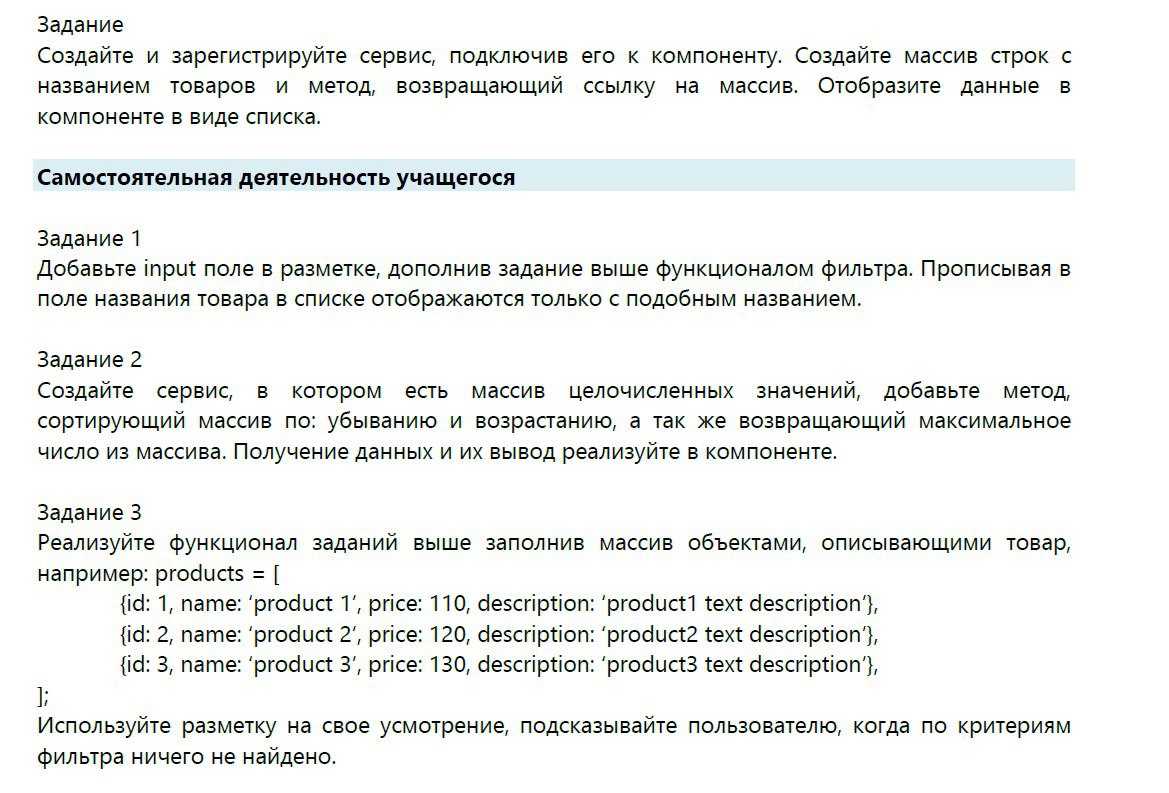 Задание
Создайте и зарегистрируйте сервис, подключив его к компоненту. Создайте массив строк с
названием товаров и метод, возвращающий ссылку на массив. Отобразите данные в
компоненте в виде списка.
Самостоятельная деятельность учащегося
Задание 1
Добавьте input поле в разметке, дополнив задание выше функционалом фильтра. Прописывая в
поле названия товара в списке отображаются только с подобным названием.
Задание 2
Создайте сервис, в котором есть массив целочисленных значений, добавьте метод,
сортирующий массив по: убыванию и возрастанию, а так же возвращающий максимальное
число из массива. Получение данных и их вывод реализуйте в компоненте.
Задание 3
Реализуйте функционал заданий выше заполнив массив объектами, описывающими товар,
например: products = [
{id: 1, name: ‘product 1’, price: 110, description: ‘product1 text description’},
{id: 2, name: ‘product 2’, price: 120, description: ‘product2 text description’},
{id: 3, name: ‘product 3’, price: 130, description: ‘product3 text description’},
];
Используйте разметку на свое усмотрение, подсказывайте пользователю, когда по критериям
фильтра ничего не найдено.